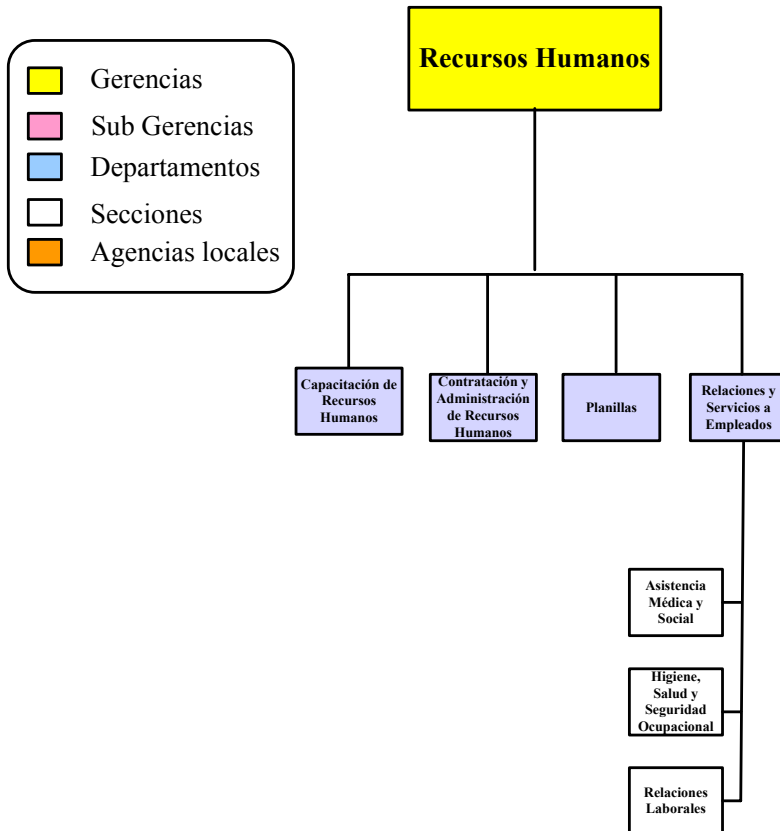 Recursos Humanos
Gerencias
Sub Gerencias
Departamentos
Secciones
Agencias locales
Capacitación de
Recursos
Humanos
Contratación y
Administración
de Recursos
Humanos
Planillas
Relaciones y
Servicios a
Empleados
Asistencia
Médica y
Social
Higiene,
Salud y
Seguridad
Ocupacional
Relaciones
Laborales